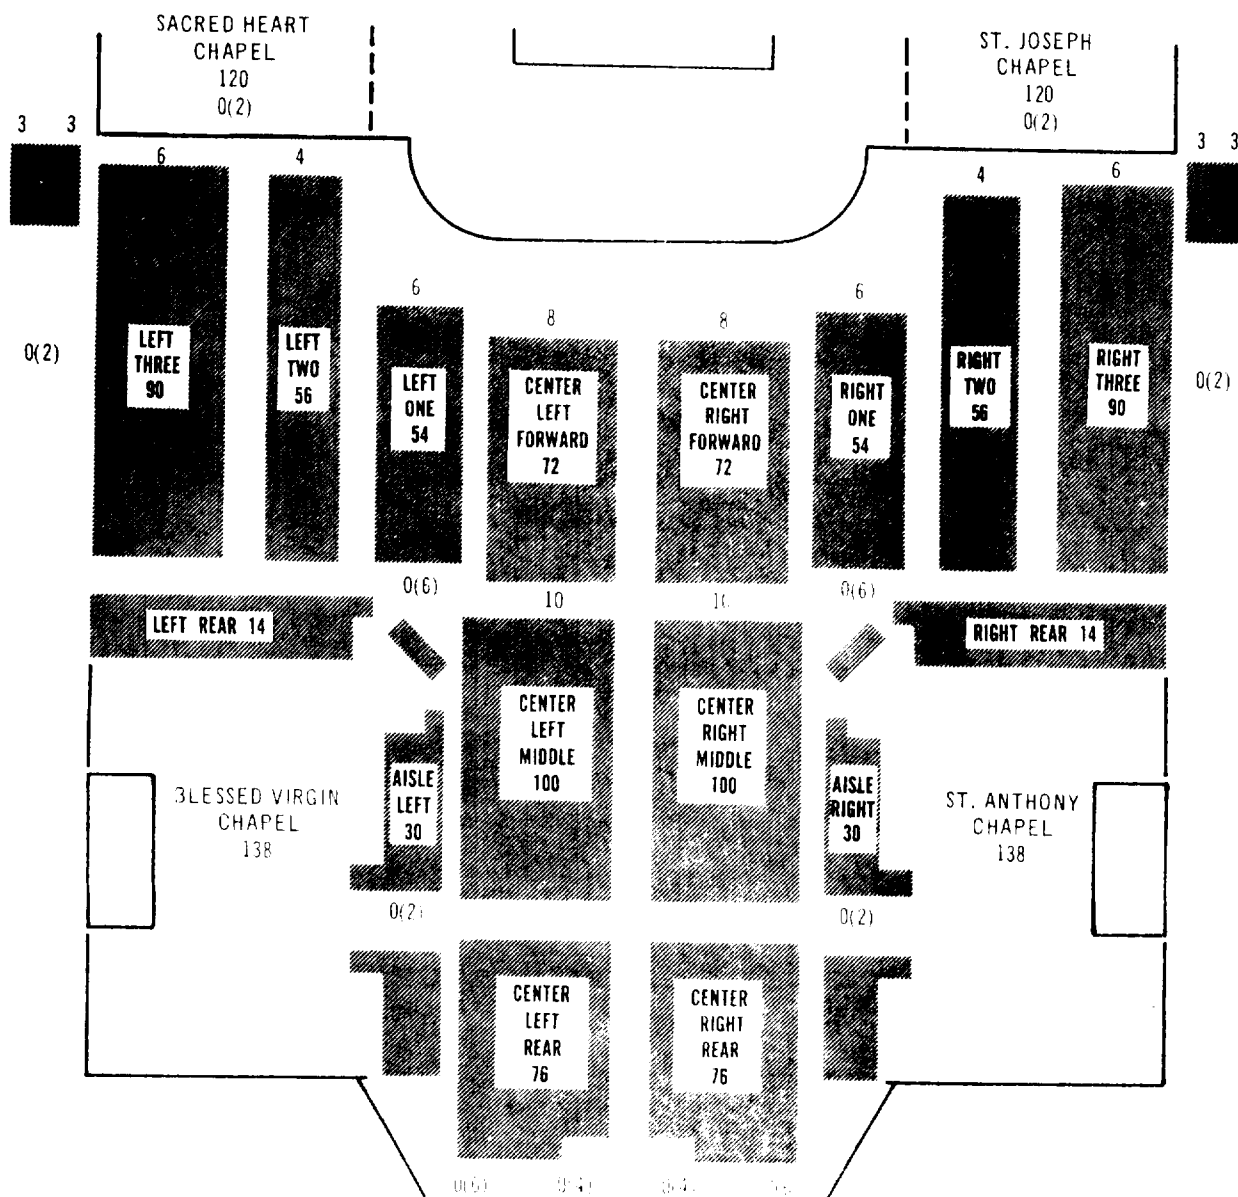 SACRED HEART
CHAPEL
120
0(2)
ST. JOSEPH
CHAPEL
120
0(2)
3 3
3 3
6
4
4
6
6
8
8
6
0(2)
LEFT
THREE
90
LEFT
TWO
56
LEFT
ONE
54
CENTER
LEFT
FORWARD
72
CENTER
RIGHT
FORWARD
72
RIGHT
ONE
54
RIGHT
TWO
56
RIGHT
THREE
90
0(2)
0(6)
10
0(6)
LEFT REAR 14
RIGHT REAR 14
CENTER
LEFT
MIDDLE
100
CENTER
RIGHT
MIDDLE
100
BLESSED VIRGIN
CHAPEL
138
AISLE
LEFT
30
AISLE
RIGHT
30
ST. ANTHONY
CHAPEL
138
0(2)
0(2)
CENTER
LEFT
REAR
76
CENTER
RIGHT
REAR
76
0(6)